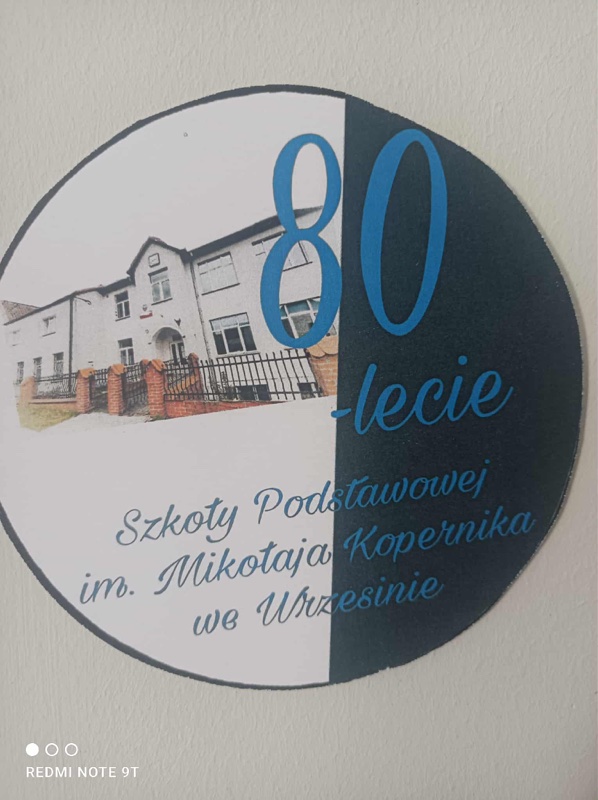 80
-lecie
Szkoły Podstawowej
im. Mikołaja Kopernika
we Wrzesinie
REDMI NOTE 9T